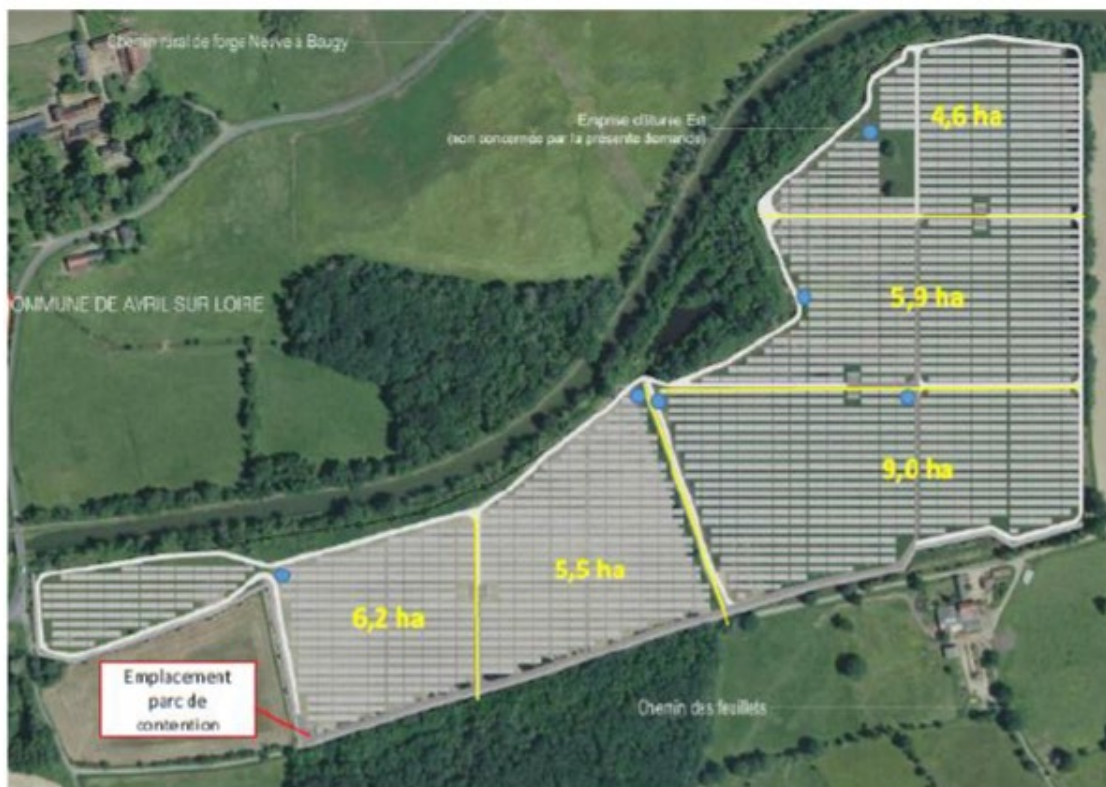 Chemin rural de forge Neuve à Baugy
Emprise clôturée Est
(non concernée par la présente demande)
4,6 ha
5,9 ha
OMMUNE DE AVRIL SUR LOIRE
9,0 ha
5,5 ha
6,2 ha
Emplacement
parc de
contention
Chemin des feuillets